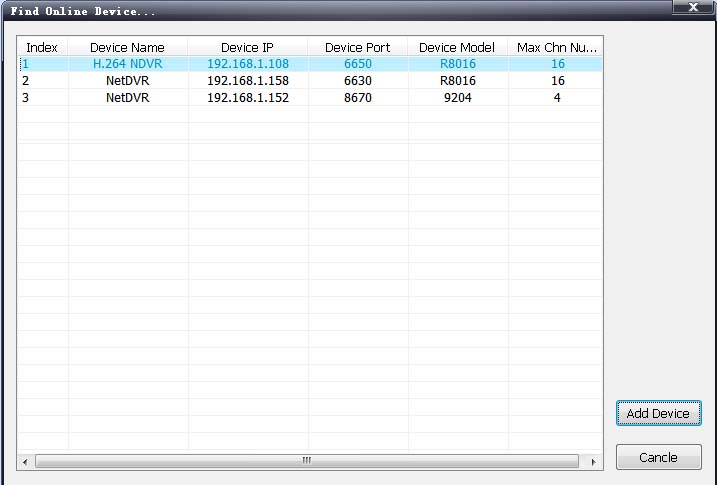 Find Online Device...
X
Index Device Name Device IP Device Port Device Model Max Chn Nu...
1 H.264 NDVR 192.168.1.108 6650 R8016 16
2 NetDVR 192.168.1.158 6630 R8016 16
3 NetDVR 192.168.1.152 8670 9204 4
Add Device
Cancle